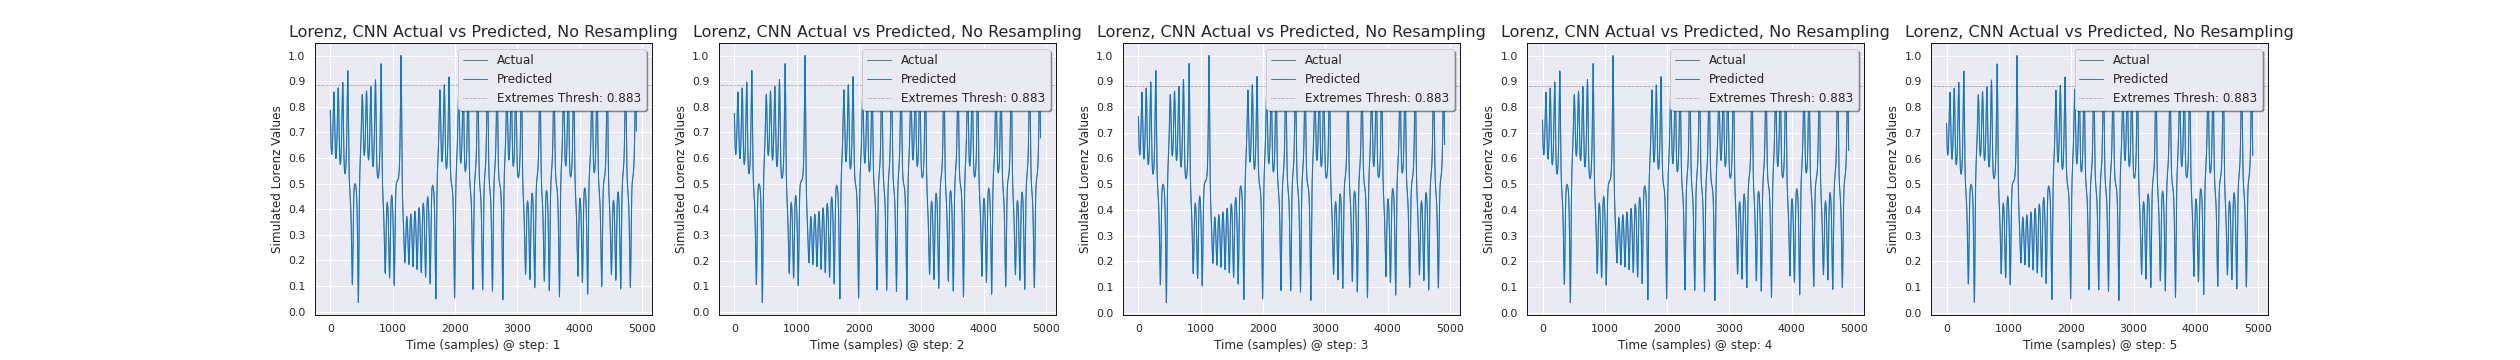 Lorenz, CNN Actual vs Predicted, No Resampling
Actual
Predicted
Extremes Thresh: 0.883
Simulated Lorenz Values
1.0
0.9
0.8
0.7
0.6
0.5
0.4
0.3
0.2
0.1
0.0
0 1000 2000 3000 4000 5000
Time (samples) @ step: 1
Lorenz, CNN Actual vs Predicted, No Resampling
Actual
Predicted
Extremes Thresh: 0.883
Simulated Lorenz Values
1.0
0.9
0.8
0.7
0.6
0.5
0.4
0.3
0.2
0.1
0.0
0 1000 2000 3000 4000 5000
Time (samples) @ step: 2
Lorenz, CNN Actual vs Predicted, No Resampling
Actual
Predicted
Extremes Thresh: 0.883
Simulated Lorenz Values
1.0
0.9
0.8
0.7
0.6
0.5
0.4
0.3
0.2
0.1
0.0
0 1000 2000 3000 4000 5000
Time (samples) @ step: 3
Lorenz, CNN Actual vs Predicted, No Resampling
Actual
Predicted
Extremes Thresh: 0.883
Simulated Lorenz Values
1.0
0.9
0.8
0.7
0.6
0.5
0.4
0.3
0.2
0.1
0.0
0 1000 2000 3000 4000 5000
Time (samples) @ step: 4
Lorenz, CNN Actual vs Predicted, No Resampling
Actual
Predicted
Extremes Thresh: 0.883
Simulated Lorenz Values
1.0
0.9
0.8
0.7
0.6
0.5
0.4
0.3
0.2
0.1
0.0
0 1000 2000 3000 4000 5000
Time (samples) @ step: 5